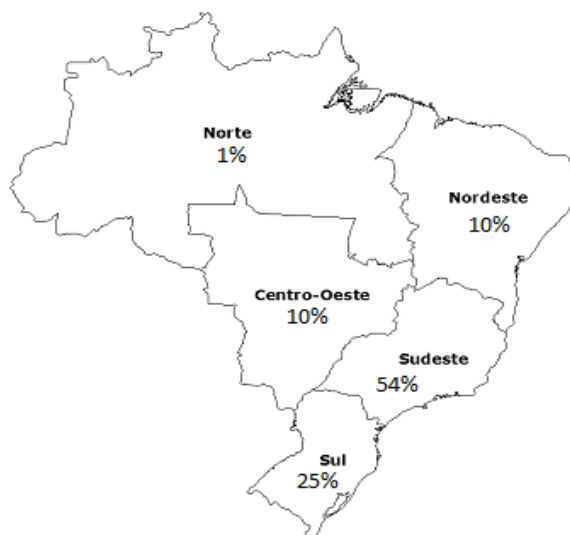 Norte
1%
Nordeste
10%
Centro-Oeste
10%
Sudeste
54%
Sul
25%